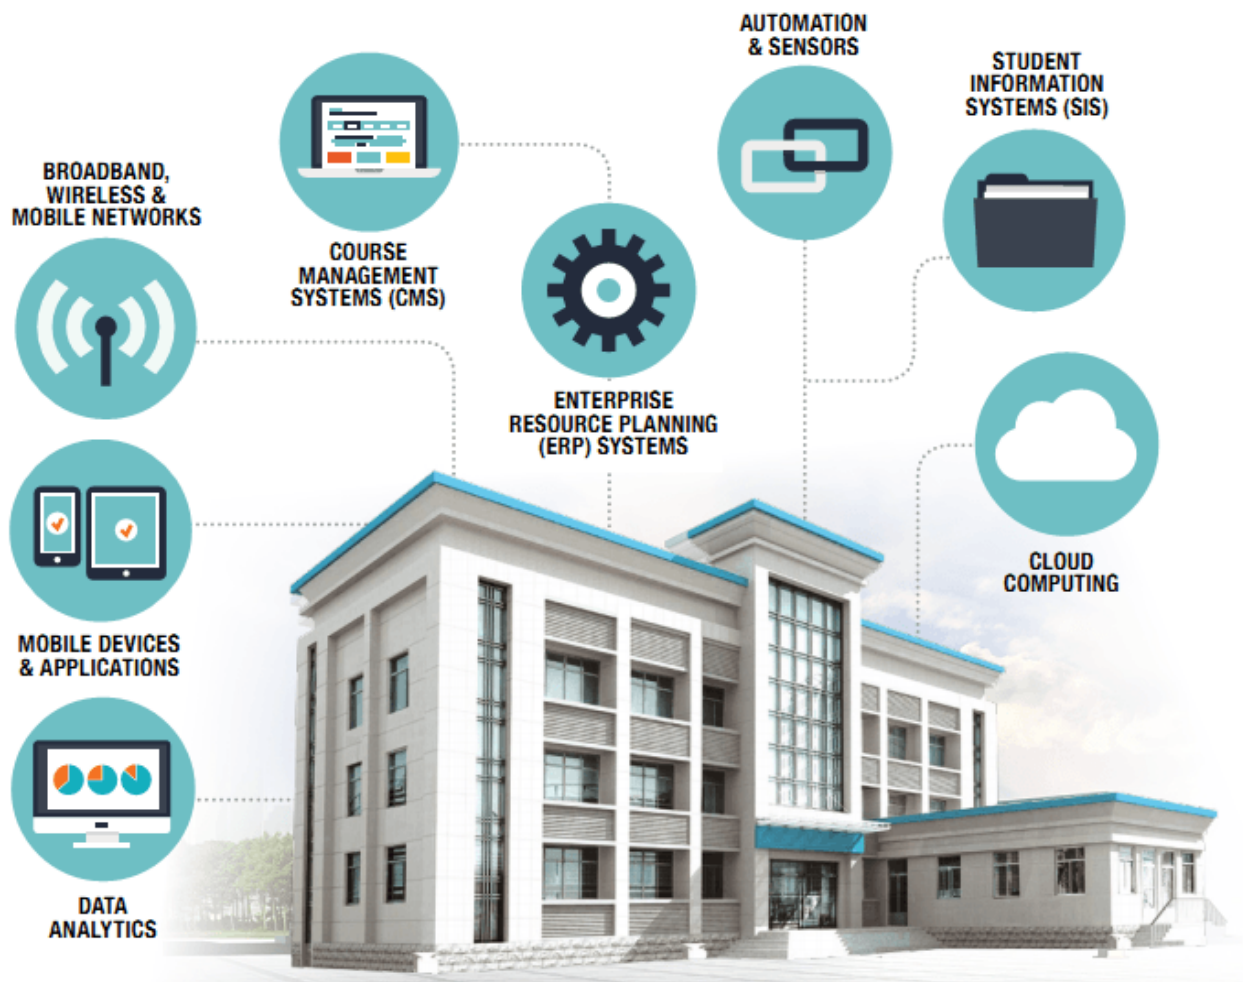 AUTOMATION
& SENSORS
STUDENT
INFORMATION
SYSTEMS (SIS)
BROADBAND,
WIRELESS &
MOBILE NETWORKS
COURSE
MANAGEMENT
SYSTEMS (CMS)
ENTERPRISE
RESOURCE PLANNING
(ERP) SYSTEMS
CLOUD
COMPUTING
MOBILE DEVICES
& APPLICATIONS
DATA
ANALYTICS